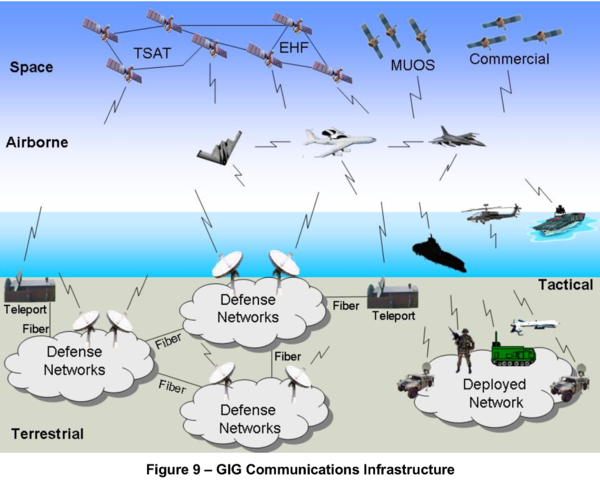 TSAT
EHF
MUOS
Commercial
Space
Airborne
Tactical
Teleport
Fiber
Defense
Networks
Fiber
Defense
Networks
Fiber
Teleport
Fiber
Fiber
Defense
Networks
Deployed
Network
Terrestrial
Figure 9 – GIG Communications Infrastructure